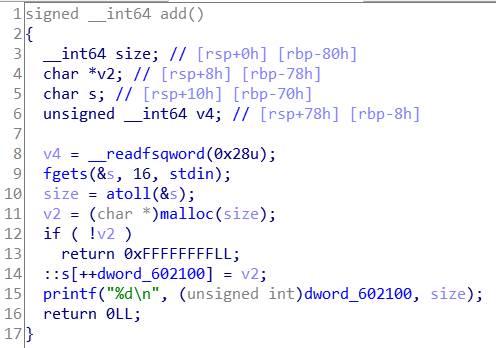 1 signed __int64 add()
2 {
3 __int64 size; // [rsp+0h] [rbp-80h]
4 char *v2; // [rsp+8h] [rbp-78h]
5 char s; // [rsp+10h] [rbp-70h]
6 unsigned __int64 v4; // [rsp+78h] [rbp-8h]
7
8 v4 = __readfsqword(0x28u);
9 fgets(&s, 16, stdin);
10 size = atoll(&s);
11 v2 = (char *)malloc(size);
12 if ( !v2 )
13 return 0xFFFFFFFFLL;
14 ::s[++dword_602100] = v2;
15 printf("%d\n", (unsigned int)dword_602100, size);
16 return 0LL;
17 }